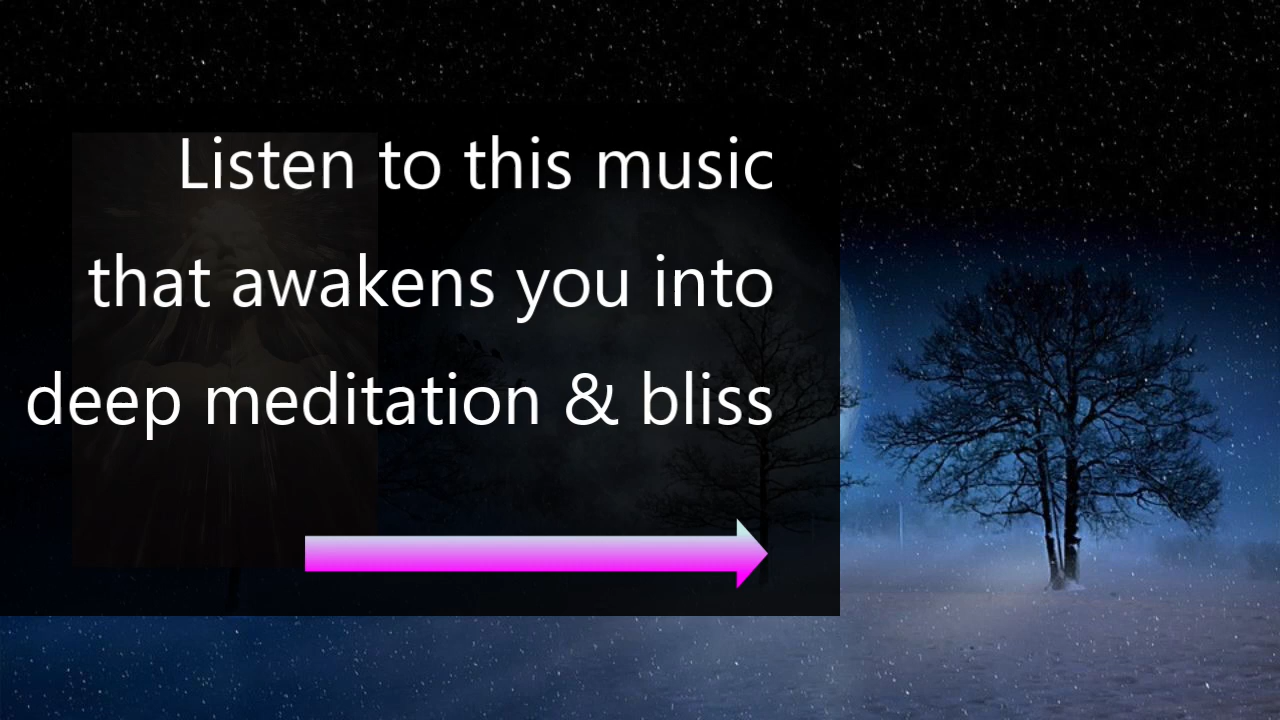 Listen to this music
that awakens you into
deep meditation & bliss